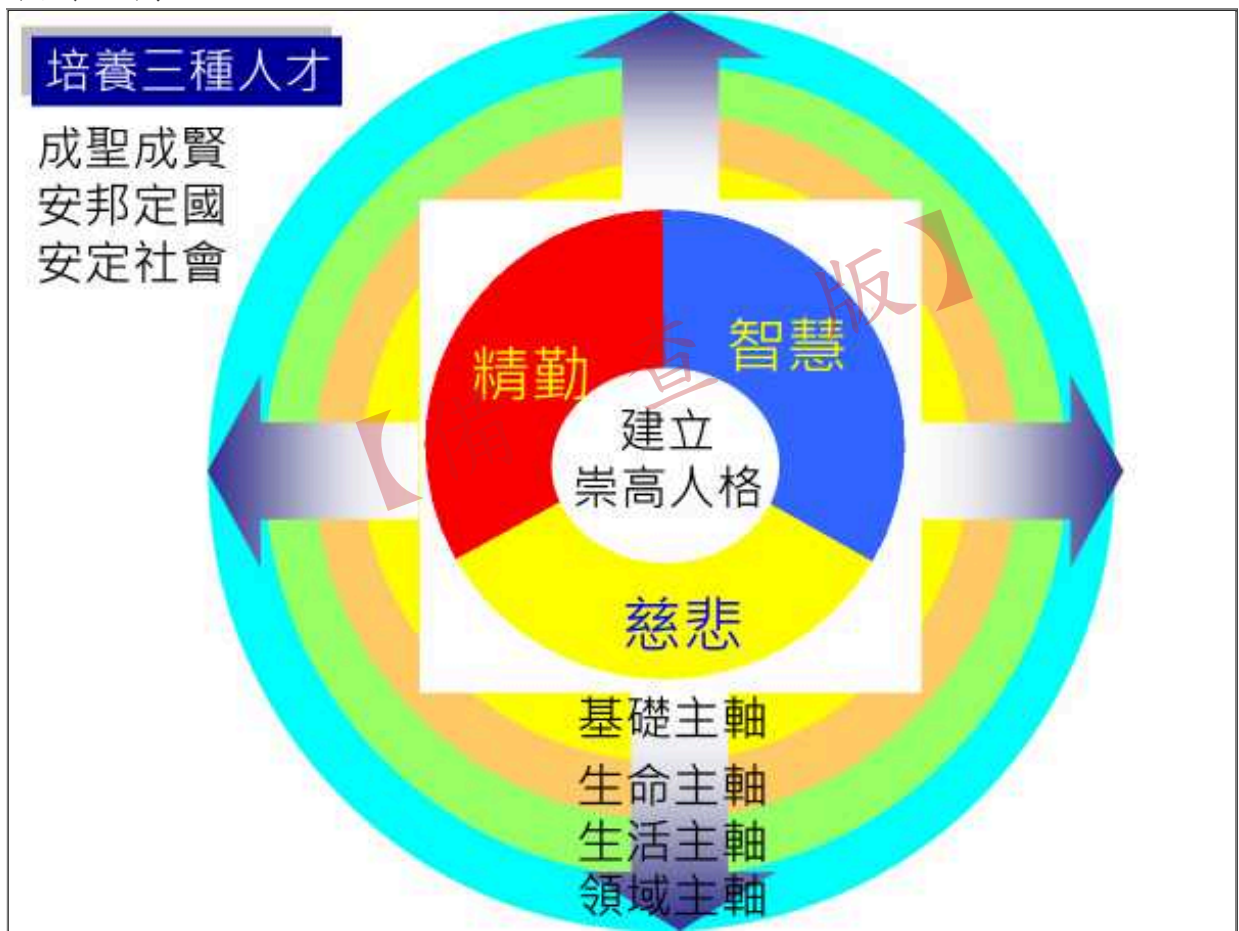 培養三種人才
成聖成賢
安邦定國
安定社會
精勤
智慧
建立
崇高人格
慈悲
基礎主軸
生命主軸
生活主軸
領域主軸